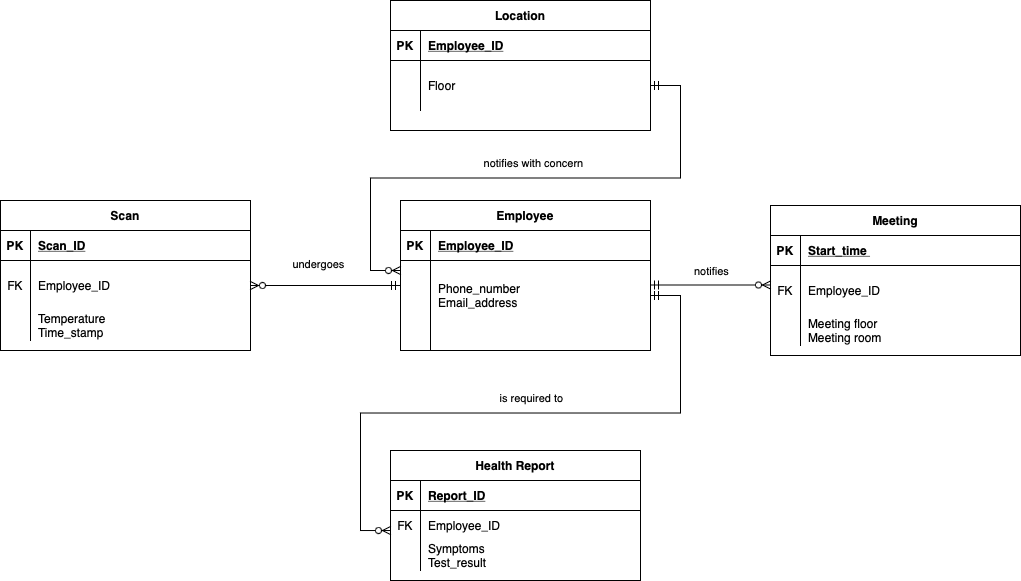 Location
PK Employee_ID
Floor
notifies with concern
Scan
PK Scan_ID
FK Employee_ID
Temperature
Time_stamp
undergoes
Employee
PK Employee_ID
Phone_number
Email_address
notifies
Meeting
PK Start_time
FK Employee_ID
Meeting floor
Meeting room
is required to
Health Report
PK Report_ID
FK Employee_ID
Symptoms
Test_result